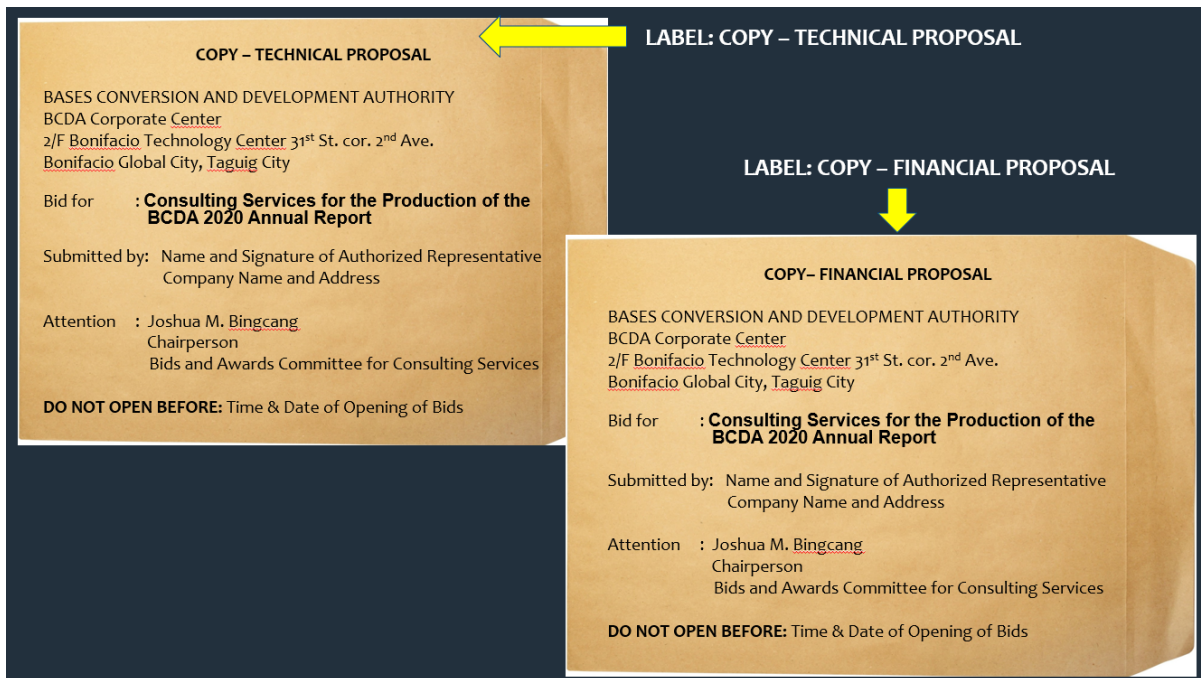 LABEL: COPY – TECHNICAL PROPOSAL
COPY – TECHNICAL PROPOSAL
BASES CONVERSION AND DEVELOPMENT AUTHORITY
BCDA Corporate Center
2/F Bonifacio Technology Center 31st St. cor. 2nd Ave.
Bonifacio Global City, Taguig City
Bid for : Consulting Services for the Production of the
BCDA 2020 Annual Report
Submitted by: Name and Signature of Authorized Representative
Company Name and Address
Attention : Joshua M. Bingcang
Chairperson
Bids and Awards Committee for Consulting Services
DO NOT OPEN BEFORE: Time & Date of Opening of Bids
LABEL: COPY – FINANCIAL PROPOSAL
COPY– FINANCIAL PROPOSAL
BASES CONVERSION AND DEVELOPMENT AUTHORITY
BCDA Corporate Center
2/F Bonifacio Technology Center 31st St. cor. 2nd Ave.
Bonifacio Global City, Taguig City
Bid for : Consulting Services for the Production of the
BCDA 2020 Annual Report
Submitted by: Name and Signature of Authorized Representative
Company Name and Address
Attention : Joshua M. Bingcang
Chairperson
Bids and Awards Committee for Consulting Services
DO NOT OPEN BEFORE: Time & Date of Opening of Bids